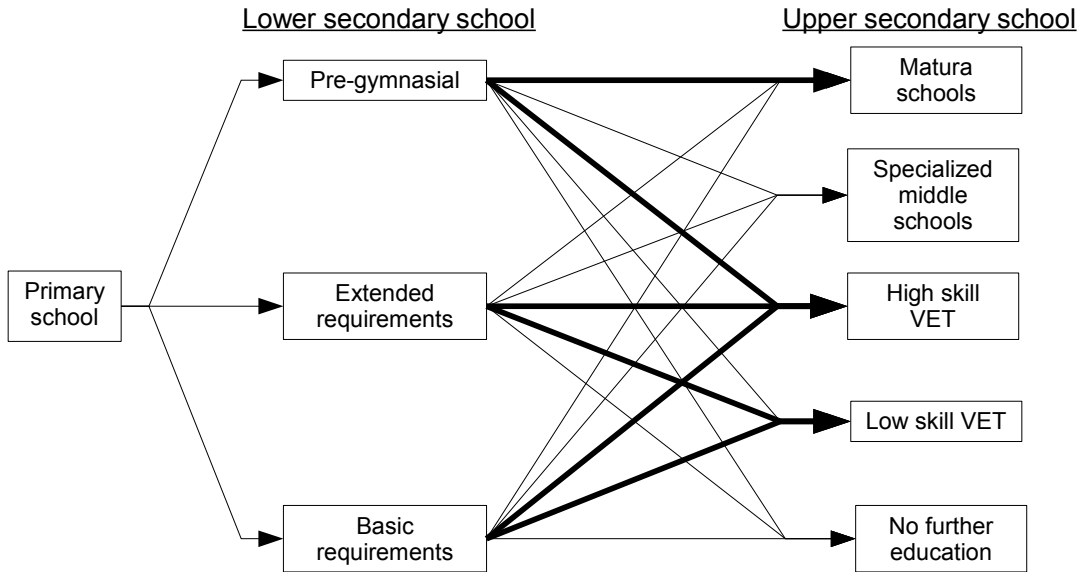 Lower secondary school
Upper secondary school
Pre-gymnasial
Matura
schools
Specialized
middle
schools
Primary
school
Extended
requirements
High skill
VET
Low skill VET
Basic
requirements
No further
education